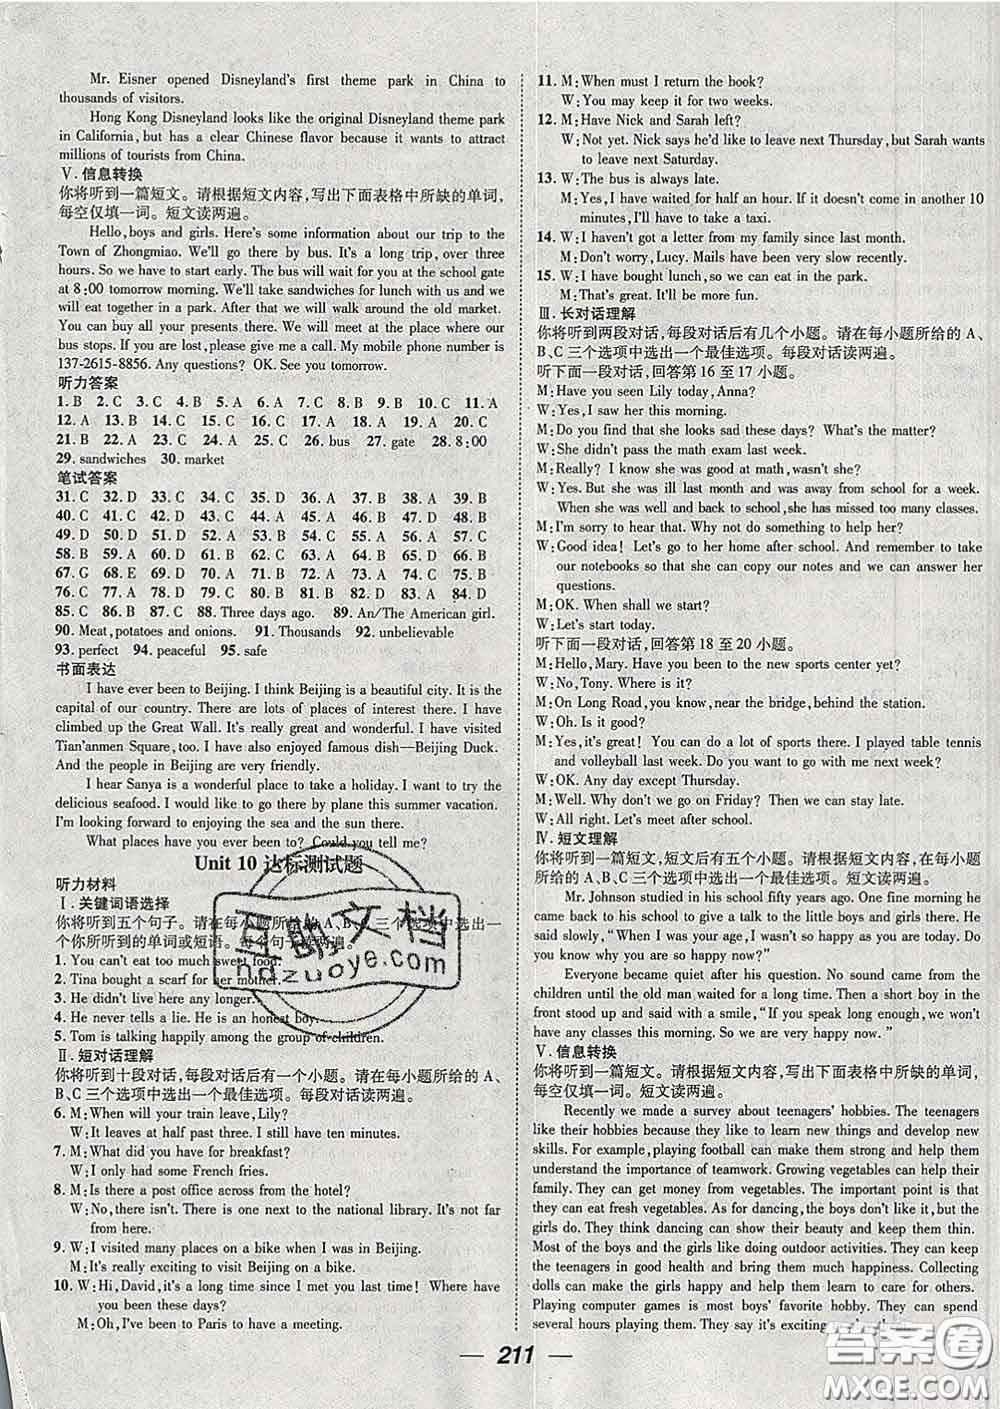 Mr. Eisner opened Disneyland's first theme park in China to
thousands of visitors.
Hong Kong Disneyland looks like the original Disneyland theme park
in California, but has a clear Chinese flavor because it wants to attract
millions of tourists from China.
Ⅴ. 信息转换
你将听到一篇短文。请根据短文内容,写出下面表格中所缺的单词,
每空仅填一词。短文读两遍。
Hello, boys and girls. Here's some information about our trip to the
Town of Zhongmiao. We'll go there by bus. It's a long trip, over three
hours. So we have to start early. The bus will wait for you at the school gate
at 8:00 tomorrow morning. We'll take sandwiches for lunch with us and we
will eat together in a park. After that we will walk around the old market.
You can buy all your presents there. We will meet at the place where our
bus stops. If you are lost, please give me a call. My mobile phone number is
137-2615-8856. Any questions? OK. See you tomorrow.
听力答案
1. B 2. C 3. C 4. B 5. A 6. A 7. C 8. B 9. B 10. C 11. A
12. A 13. B 14. C 15. C 16. C 17. A 18. A 19. A 20. C
21. B 22. A 23. C 24. A 25. C 26. bus 27. gate 28. 8:00
29. sandwiches 30. market
笔试答案
31. C 32. D 33. C 34. C 35. D 36. A 37. B 38. A 39. B
40. C 41. C 42. D 43. C 44. A 45. A 46. B 47. D 48. B
49. D 50. D 51. D 52. C 53. A 54. D 55. C 56. A 57. C
58. B 59. A 60. D 61. B 62. B 63. A 64. D 65. A 66. B
67. G 68. E 69. D 70. A 71. B 72. A 73. C 74. D 75. B
76. C 77. A 78. D 79. A 80. C 81. B 82. D 83. A 84. D
85. C 86. C 87. C 88. Three days ago. 89. An/The American girl.
90. Meat, potatoes and onions. 91. Thousands 92. unbelievable
93. perfect 94. peaceful 95. safe
书面表达
I have ever been to Beijing. I think Beijing is a beautiful city. It is the
capital of our country. There are lots of places of interest there. I have
climbed up the Great Wall. It's really great and wonderful. I have visited
Tian'anmen Square, too. I have also enjoyed famous dish—Beijing Duck.
And the people in Beijing are very friendly.
I hear Sanya is a wonderful place to take a holiday. I want to try the
delicious seafood. I would like to go there by plane this summer vacation.
I'm looking forward to enjoying the sea and the sun there.
What places have you ever been to? Could you tell me?
Unit 10 达标测试题
听力材料
Ⅰ. 关键词语选择
你将听到五个句子。请在每小题所给的A、B、C三个选项中选出一
个你所听到的单词或短语。每个句子读两遍。
1. You can't eat too much sweet food.
2. Tina bought a scarf for her mother.
3. He didn't live here any longer.
4. He never tells a lie. He is an honest boy.
5. Tom is talking happily among the group of children.
Ⅱ. 短对话理解
你将听到十段对话,每段对话后有一个小题。请在每小题所给的A、
B、C三个选项中选出一个最佳选项。每段对话读两遍。
6. M: When will your train leave, Lily?
W: It leaves at half past three. I still have ten minutes.
7. M: What did you have for breakfast?
W: I only had some French fries.
8. M: Is there a post office across from the hotel?
W: No, there isn't. There is one next to the national library. It's not far
from here.
9. W: I visited many places on a bike when I was in Beijing.
M: It's really exciting to visit Beijing on a bike.
10. W: Hi, David, it's a long time since I met you last time! Where have
you been these days?
M: Oh, I've been to Paris to have a meeting.
11. M: When must I return the book?
W: You may keep it for two weeks.
12. M: Have Nick and Sarah left?
W: Not yet. Nick says he'd like to leave next Thursday, but Sarah wants
to leave next Saturday.
13. W: The bus is always late.
M: Yes, I have waited for half an hour. If it doesn't come in another 10
minutes, I'll have to take a taxi.
14. W: I haven't got a letter from my family since last month.
M: Don't worry, Lucy. Mails have been very slow recently.
15. W: I have bought lunch, so we can eat in the park.
M: That's great. It'll be more fun.
Ⅲ. 长对话理解
你将听到两段对话,每段对话后有几个小题。请在每小题所给的A、
B、C三个选项中选出一个最佳选项。每段对话读两遍。
听下面一段对话,回答第16至17小题。
M: Have you seen Lily today, Anna?
W: Yes, I saw her this morning.
M: Do you find that she looks sad these days? What's the matter?
W: She didn't pass the math exam last week.
M: Really? I know she was good at math, wasn't she?
W: Yes. But she was ill last month and was away from school for a week.
When she was well and back to school, she has missed too many classes.
M: I'm sorry to hear that. Why not do something to help her?
W: Good idea! Let's go to her home after school. And remember to take
our notebooks so that she can copy our notes and we can answer her
questions.
M: OK. When shall we start?
W: Let's start today.
听下面一段对话,回答第18至20小题。
M: Hello, Mary. Have you been to the new sports center yet?
W: No, Tony. Where is it?
M: On Long Road, you know, near the bridge, behind the station.
W: Oh. Is it good?
M: Yes, it's great! You can do a lot of sports there. I played table tennis
and volleyball last week. Do you want to go with me next week?
W: OK. Any day except Thursday.
M: Well. Why don't we go on Friday? Then we can stay late.
W: All right. Let's meet after school.
Ⅳ. 短文理解
你将听到一篇短文,短文后有五个小题。请在每小题所给的A、B、C三个选项中选出一个最佳选项。短文读两遍。
Mr. Johnson studied in his school fifty years ago. One fine morning he
came back to his school to give a talk to the little boys and girls there. He
said slowly, "When I was your age, I wasn't so happy as you are today. Do
you know why you are so happy today?"
Everyone became quiet after his question. No sound came from the
children until the old man waited for a long time. Then a short boy in the
front stood up and said with a smile, "If you speak long enough, we won't
have any classes this morning. So we are very happy now."
Ⅴ. 信息转换
你将听到一篇短文。请根据短文内容,写出下面表格中所缺的单词,
每空仅填一词。短文读两遍。
Recently we made a survey about teenagers' hobbies. The teenagers
like their hobbies because they like to learn new things and develop new
skills. For example, playing football can make the teenagers healthy and
understand the importance of teamwork. Growing vegetables can help their
family. They can get money from vegetables. The important point is that
they can eat fresh vegetables. As for dancing, the boys don't like it, but the
girls do. They think dancing can show their beauty and keep them thin.
Most of the boys and the girls like doing outdoor activities. They can keep
the teenagers in good health and bring much happiness to them. Collecting
dolls can make the girls happy and help them learn to care for others.
Playing computer games is most boys' favorite hobby. They can spend
several hours playing them. They say it's exciting
211
互助文档
hdzuoye.com
答案圈
MXQE.COM